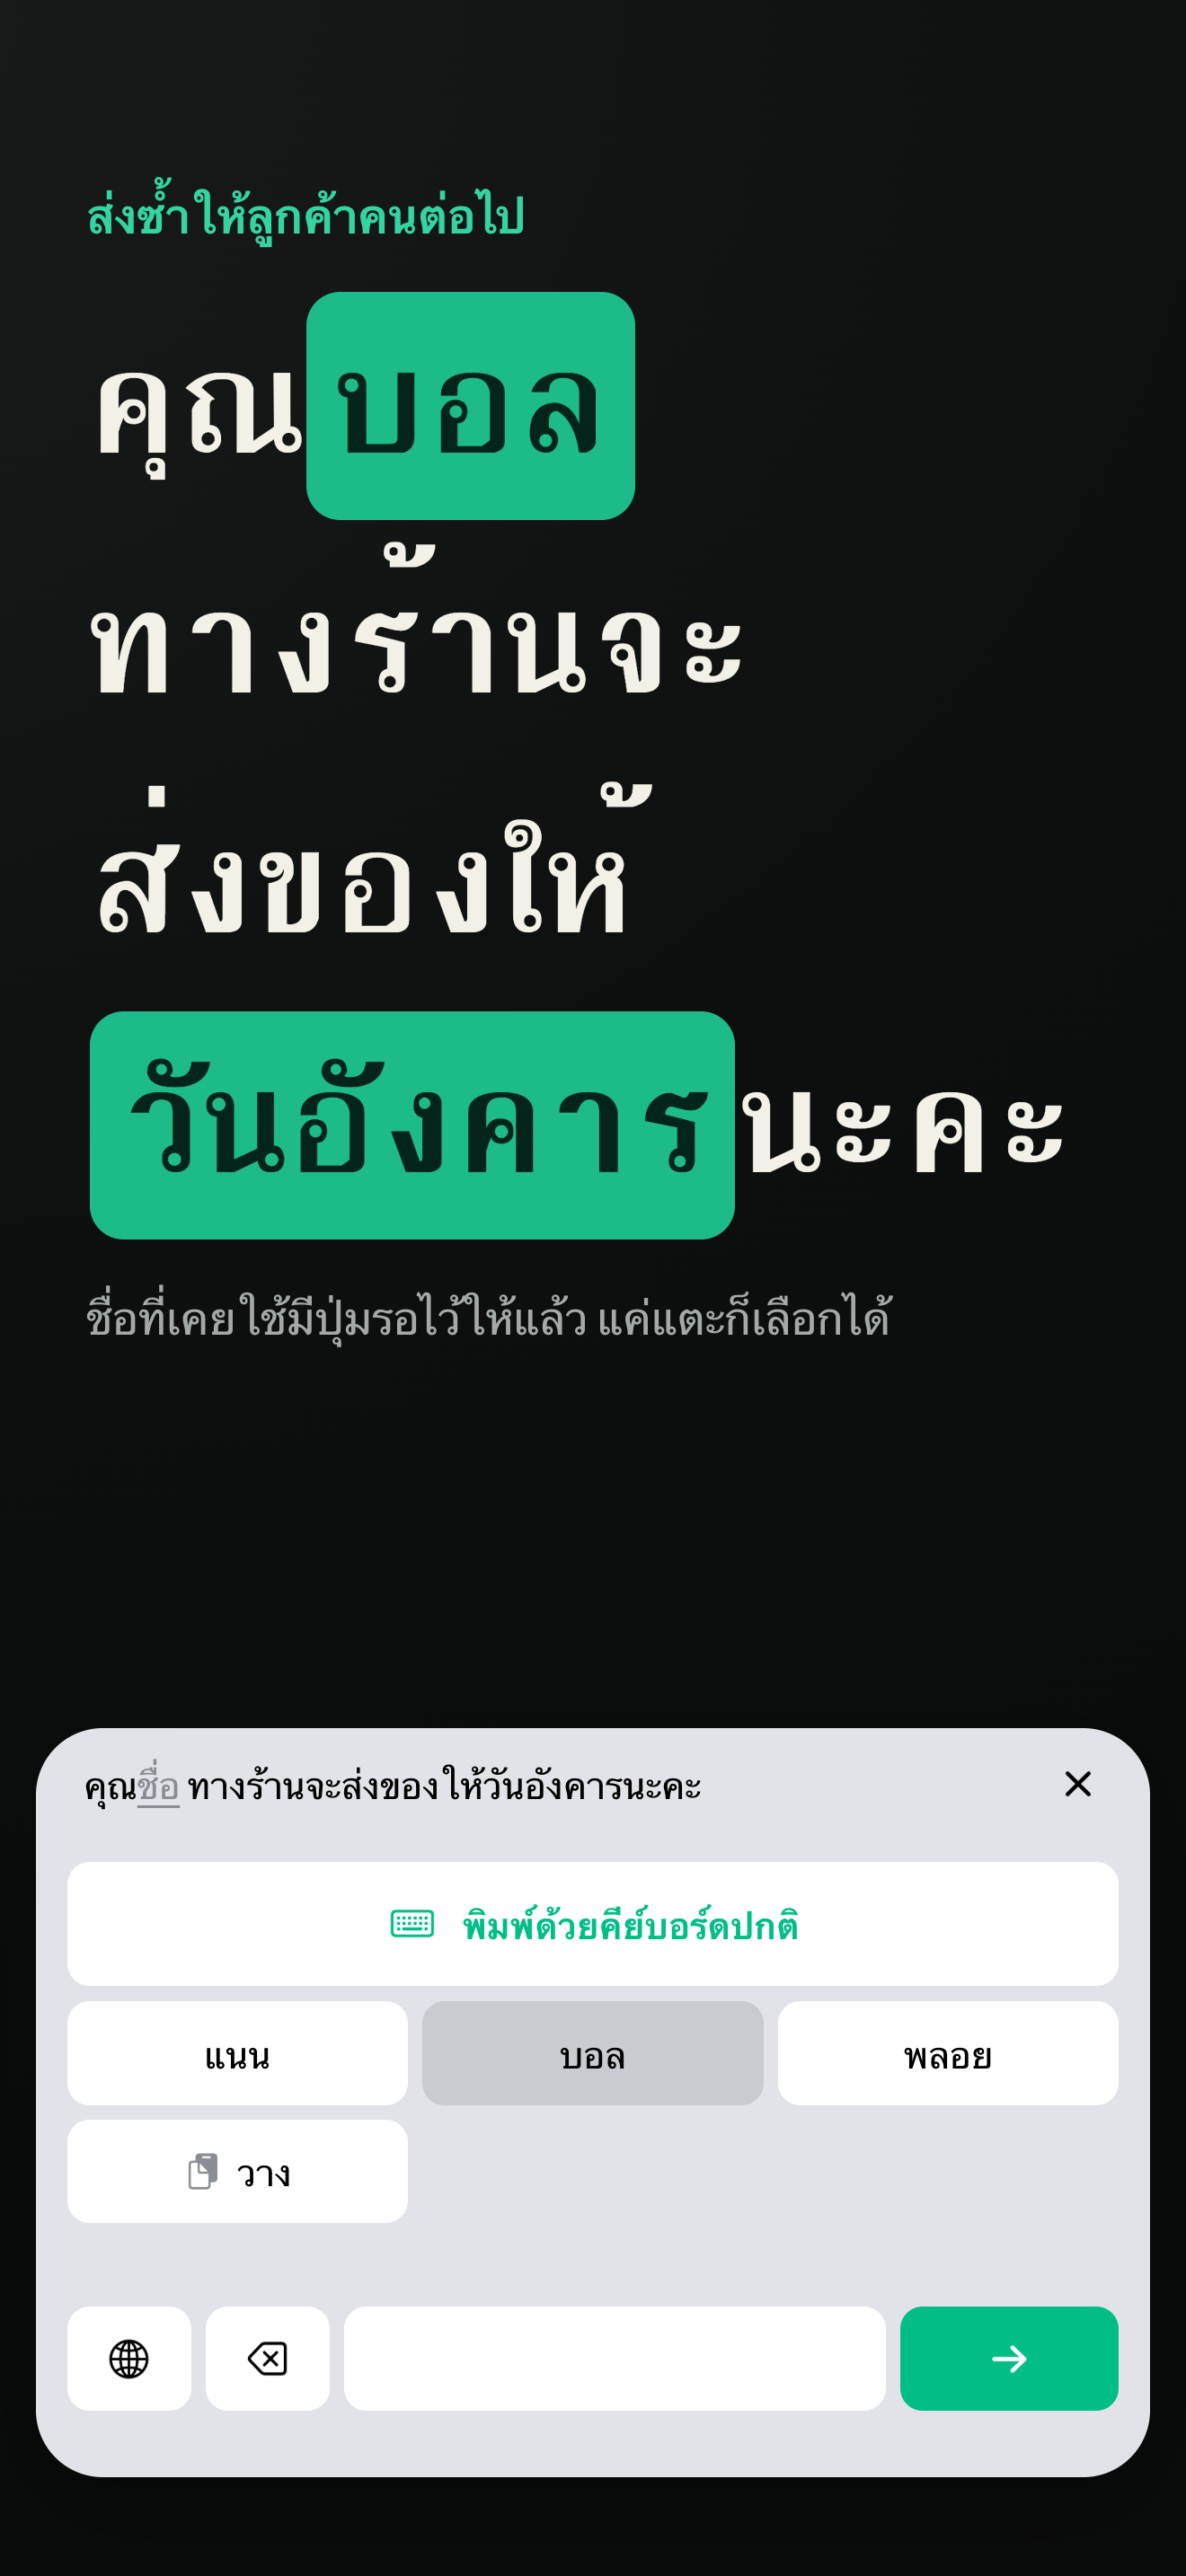 ส่งซ้ำให้ลูกค้าคนต่อไป
คุณบอล
ทางร้านจะ
ส่งของให้
วันอังคารนะคะ
ชื่อที่เคยใช้มีปุ่มรอไว้ให้แล้ว แค่แตะก็เลือกได้
คุณชื่อ ทางร้านจะส่งของให้วันอังคารนะคะ
พิมพ์ด้วยคีย์บอร์ดปกติ
แนน
บอล
พลอย
วาง